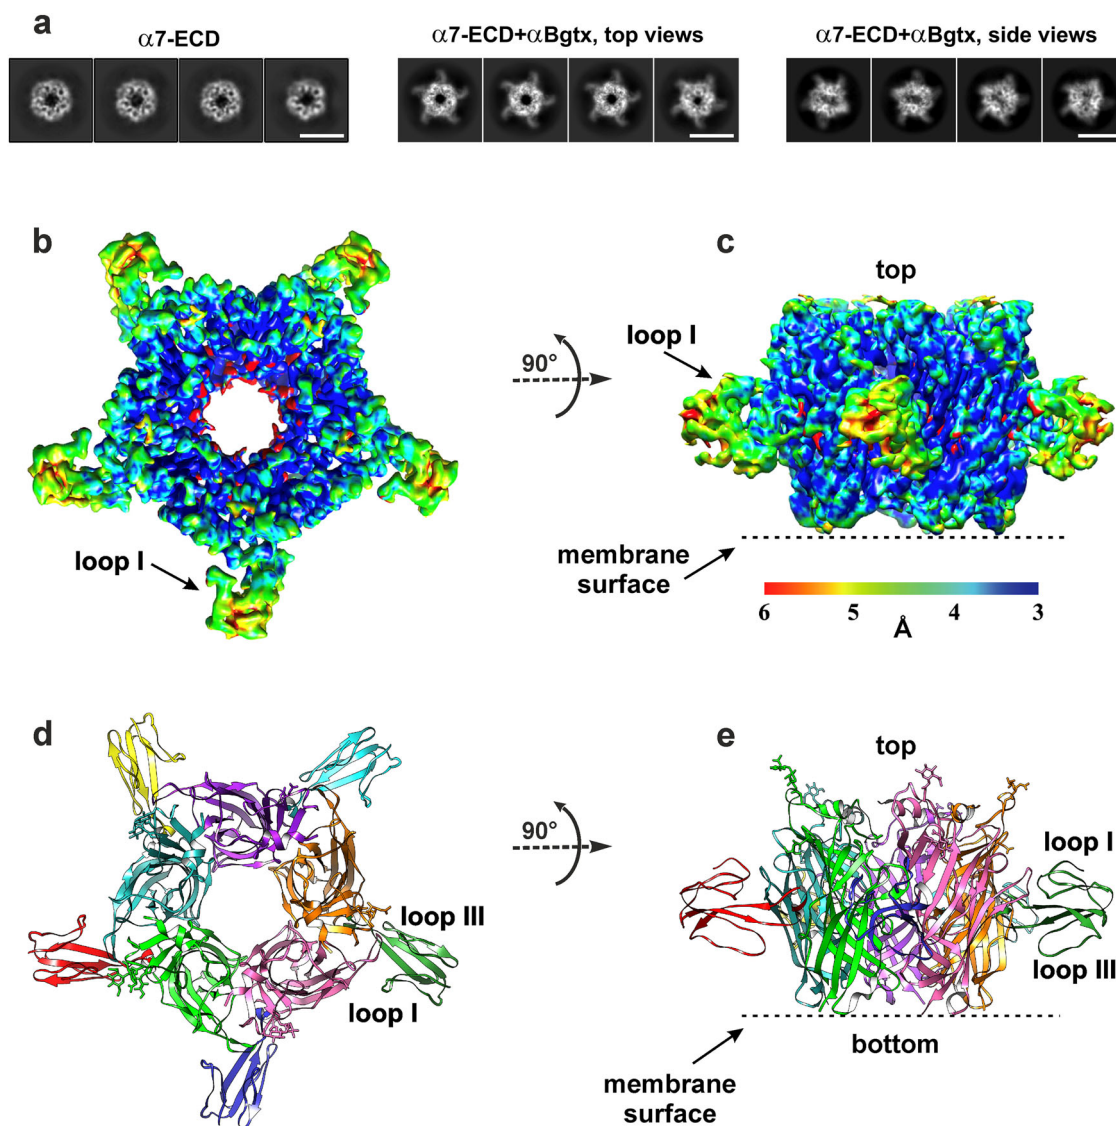 a
α7-ECD
α7-ECD+αBgtx, top views
α7-ECD+αBgtx, side views
b
c
top
loop I
90°
loop I
membrane
surface
6 5 4 3
Å
d
e
top
90°
loop I
loop III
loop III
loop I
bottom
membrane
surface